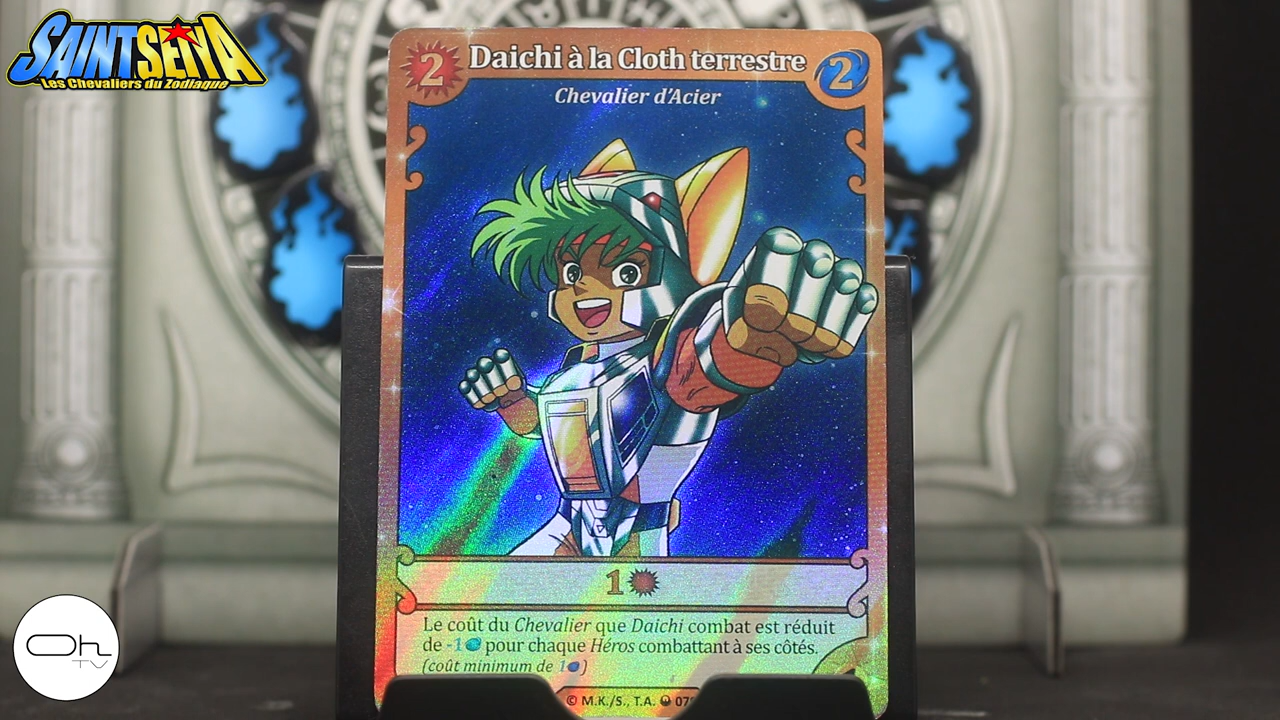 SAINT SEIYA
Les Chevaliers du Zodiaque
2 Daichi à la Cloth terrestre 2
Chevalier d'Acier
1
Le coût du Chevalier que Daichi combat est réduit
de -1 pour chaque Héros combattant à ses côtés.
(coût minimum de 1)
© M.K./S., T.A.
Oh
TV